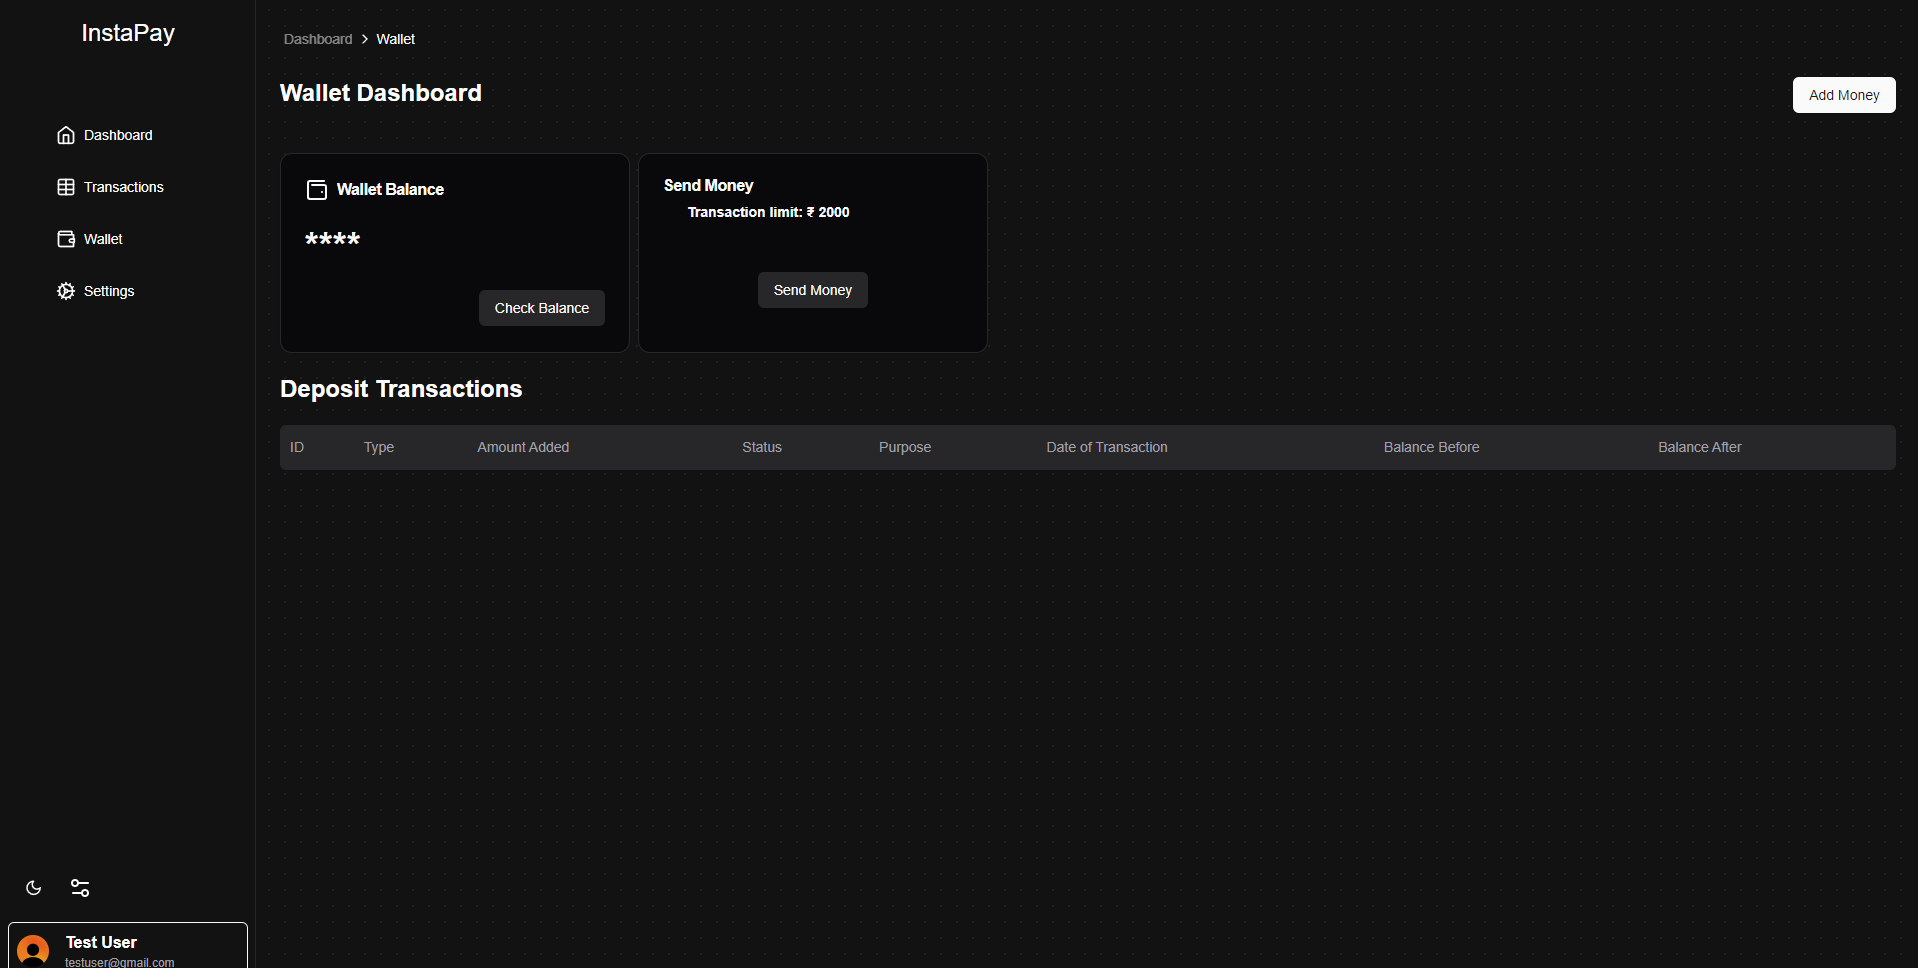 InstaPay
Dashboard
Transactions
Wallet
Settings
Dashboard > Wallet
Wallet Dashboard
Add Money
Wallet Balance
****
Check Balance
Send Money
Transaction limit: ₹ 2000
Send Money
Deposit Transactions
ID Type Amount Added Status Purpose Date of Transaction Balance Before Balance After
Test User
testuser@gmail.com